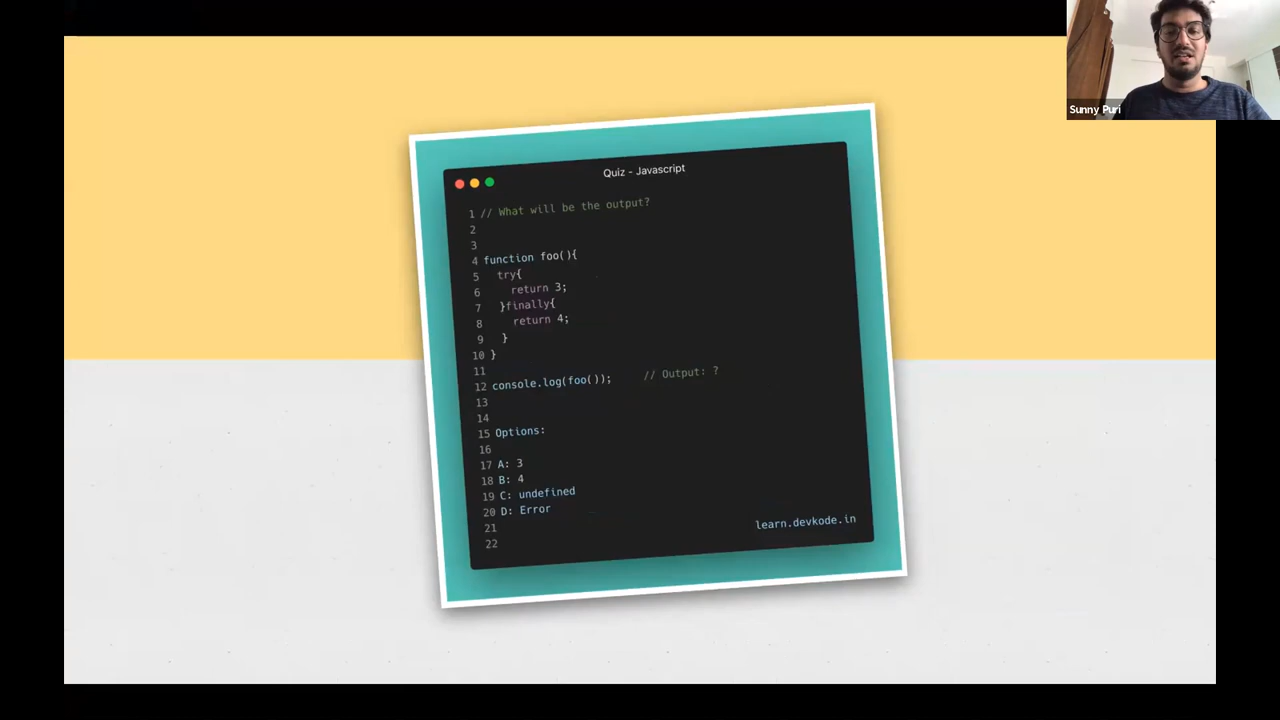 Sunny Puri
Quiz - Javascript
1 // What will be the output?
2
3
4 function foo(){
5 try{
6 return 3;
7 }finally{
8 return 4;
9 }
10 }
11
12 console.log(foo()); // Output: ?
13
14
15 Options:
16
17 A: 3
18 B: 4
19 C: undefined
20 D: Error
21
22
learn.devkode.in